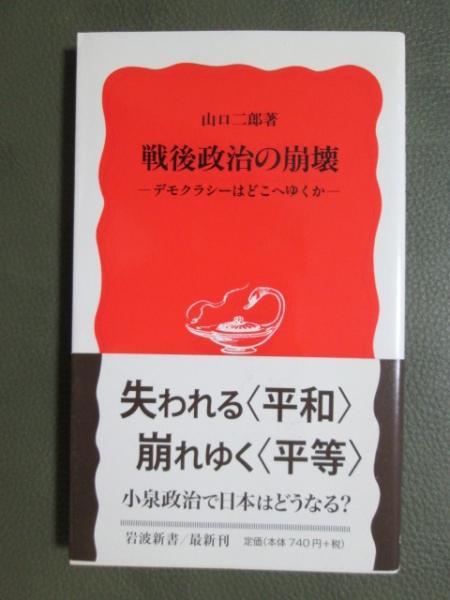 山口二郎著
戦後政治の崩壊
―デモクラシーはどこへゆくか―
失われる〈平和〉
崩れゆく〈平等〉
小泉政治で日本はどうなる?
岩波新書/最新刊 定価(本体740円+税)